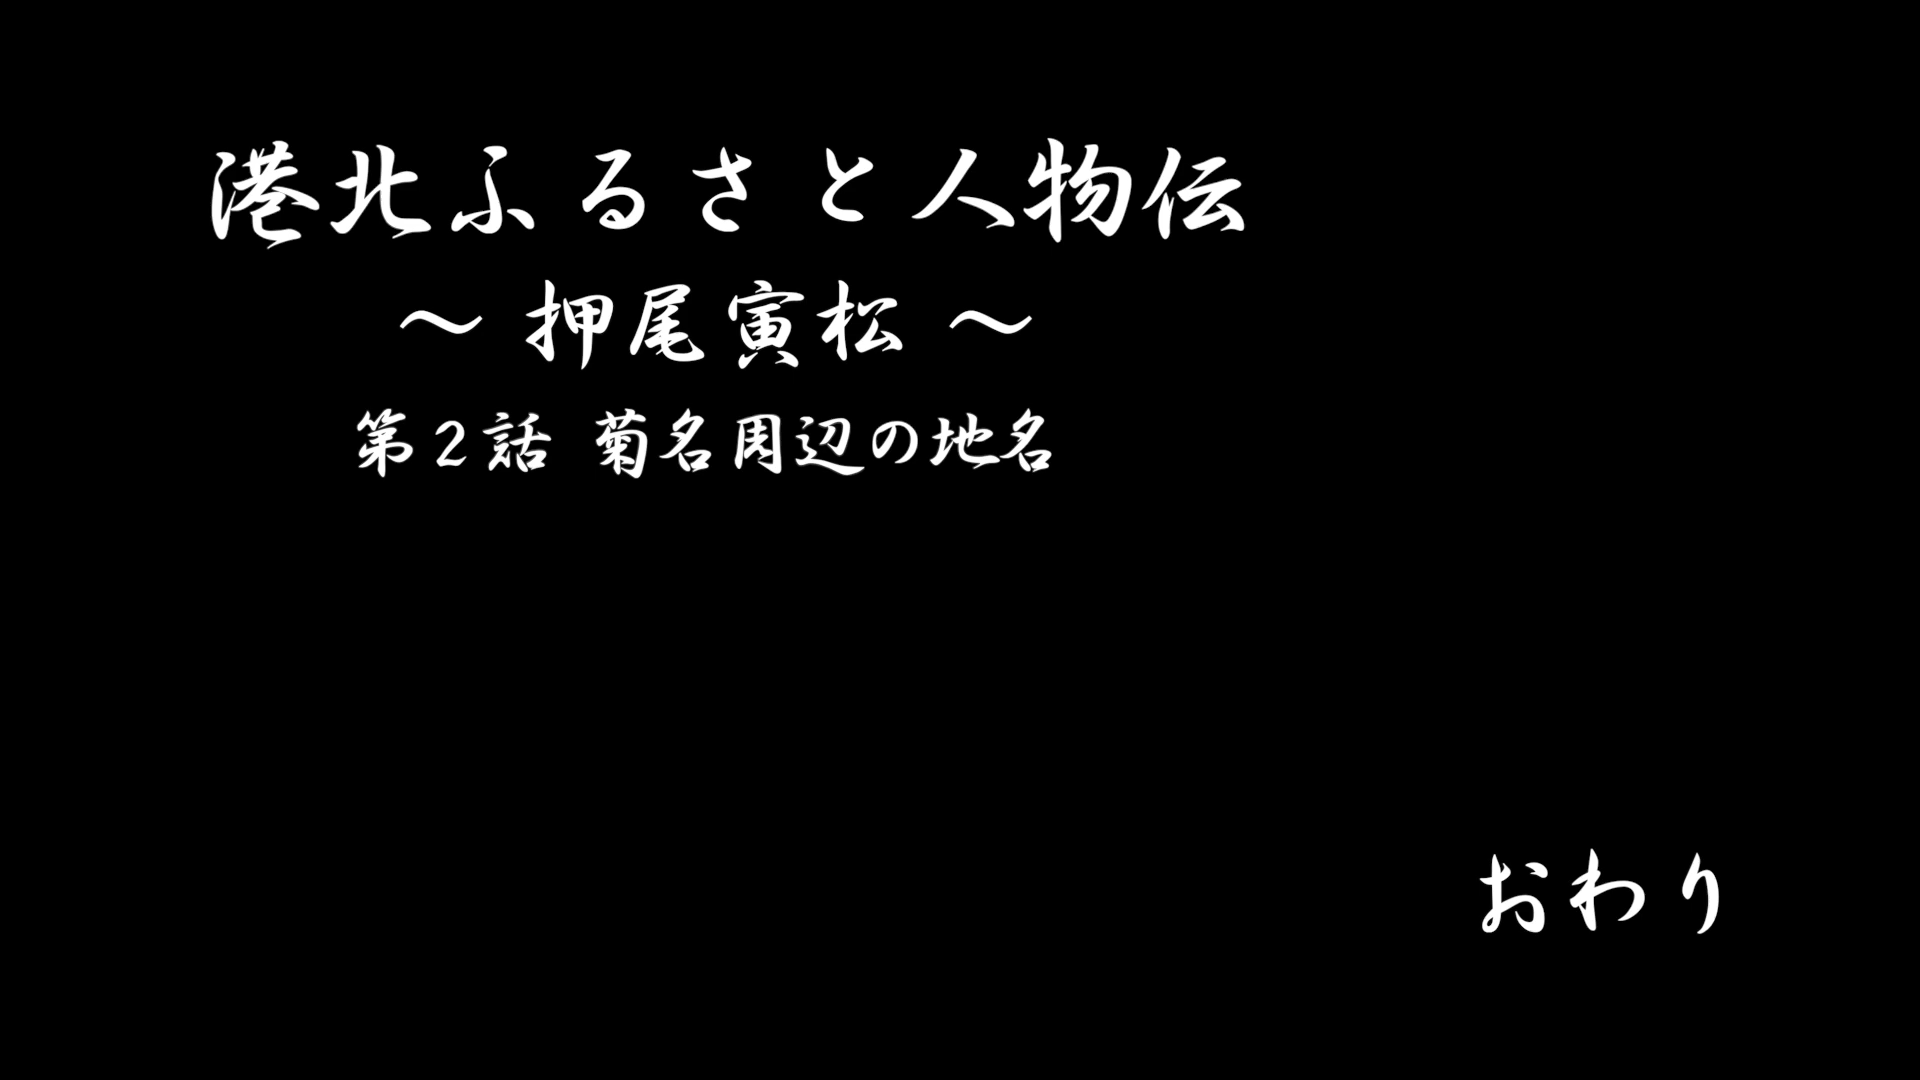 港北ふるさと人物伝
～ 押尾寅松 ～
第２話 菊名周辺の地名
おわり